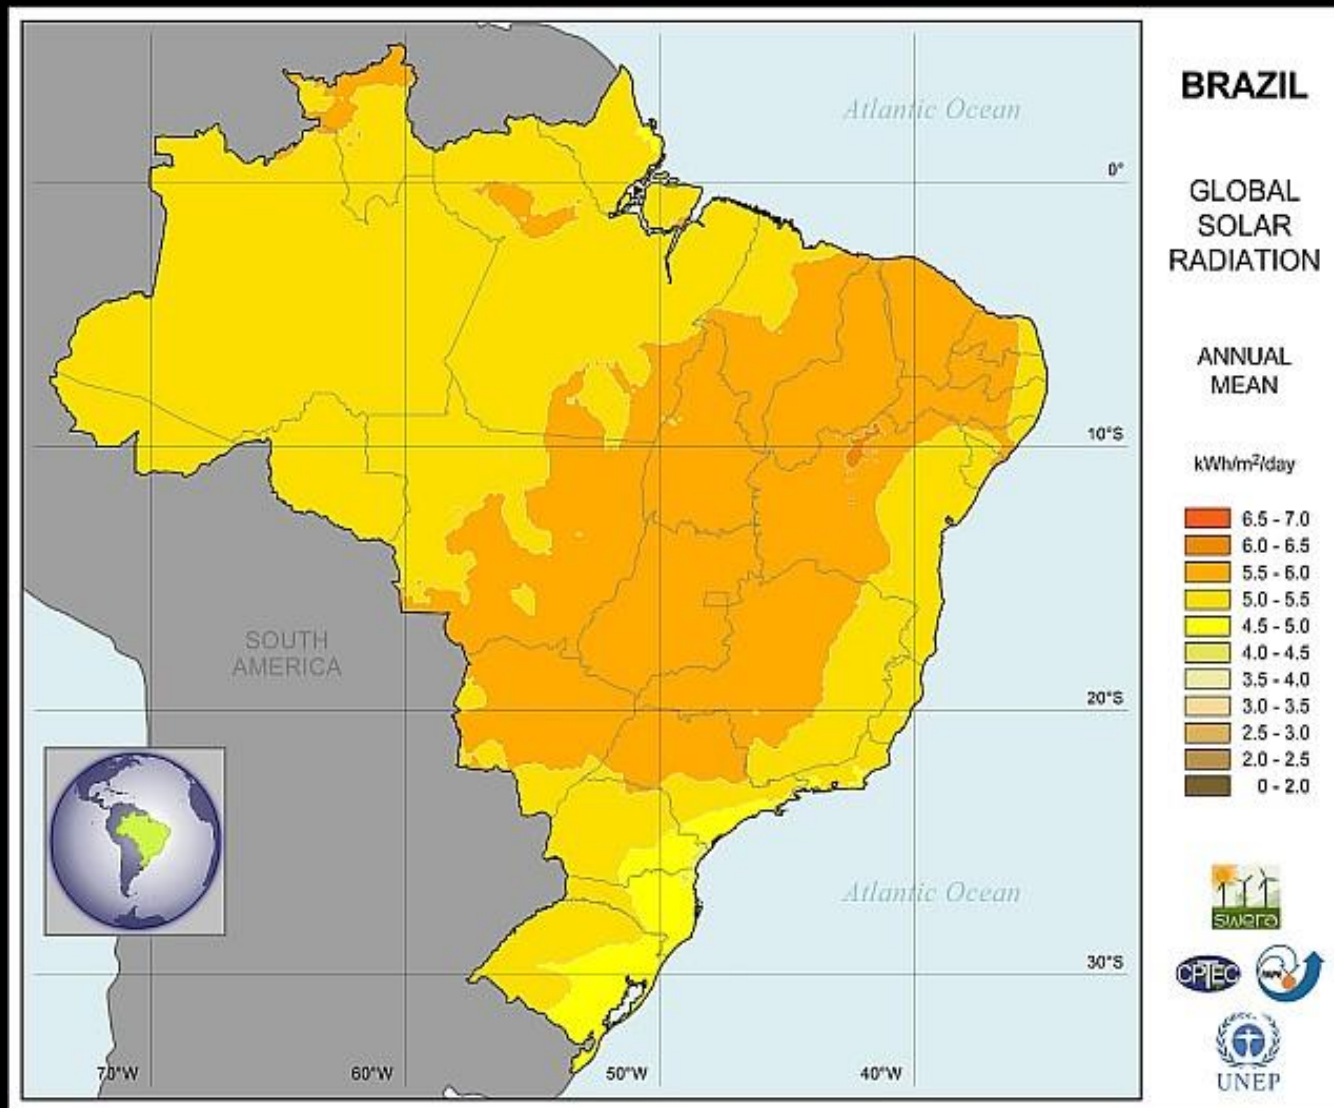 BRAZIL
GLOBAL
SOLAR
RADIATION
ANNUAL
MEAN
kWh/m²/day
6.5 - 7.0
6.0 - 6.5
5.5 - 6.0
5.0 - 5.5
4.5 - 5.0
4.0 - 4.5
3.5 - 4.0
3.0 - 3.5
2.5 - 3.0
2.0 - 2.5
0 - 2.0
Atlantic Ocean
0°
10°S
SOUTH
AMERICA
20°S
Atlantic Ocean
30°S
70°W
60°W
50°W
40°W
swera
CPTEC
UNEP